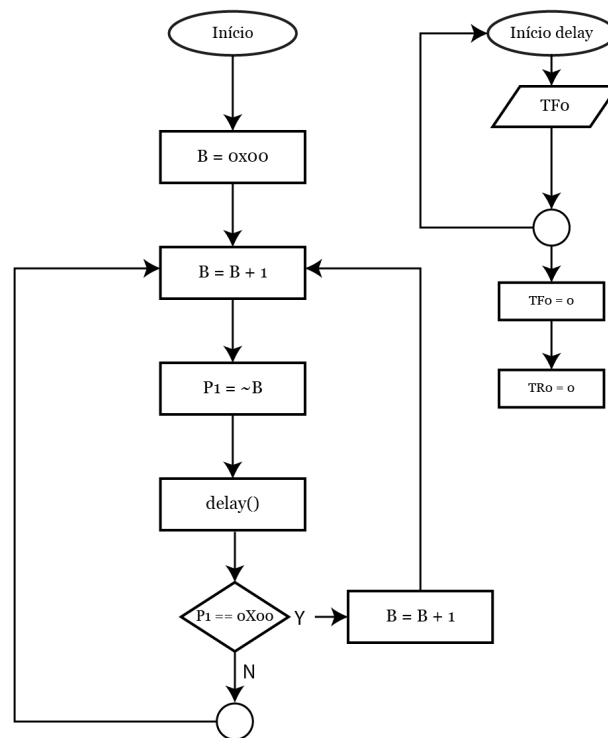 Início
B = 0x00
B = B + 1
P1 = ~B
delay()
P1 == 0X00
Y
B = B + 1
N
Início delay
TF0
TF0 = 0
TR0 = 0